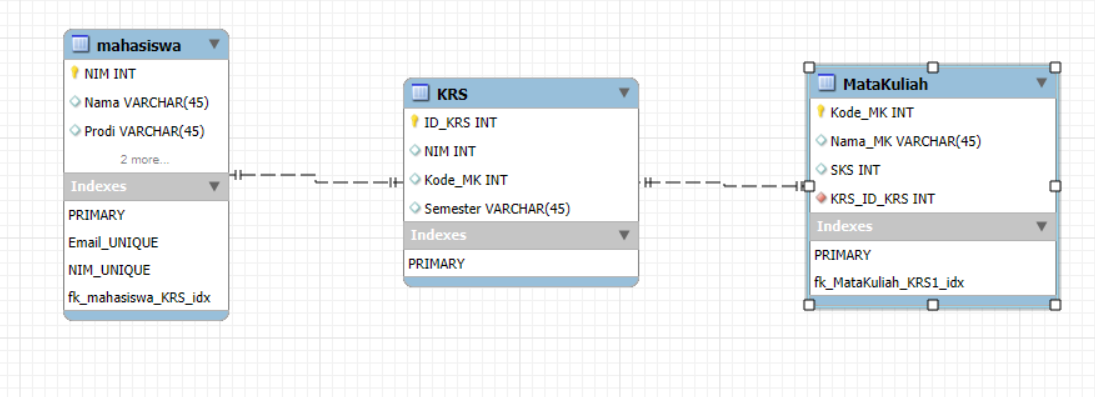 mahasiswa
NIM INT
Nama VARCHAR(45)
Prodi VARCHAR(45)
2 more...
Indexes
PRIMARY
Email_UNIQUE
NIM_UNIQUE
fk_mahasiswa_KRS_idx
KRS
ID_KRS INT
NIM INT
Kode_MK INT
Semester VARCHAR(45)
Indexes
PRIMARY
MataKuliah
Kode_MK INT
Nama_MK VARCHAR(45)
SKS INT
KRS_ID_KRS INT
Indexes
PRIMARY
fk_MataKuliah_KRS1_idx